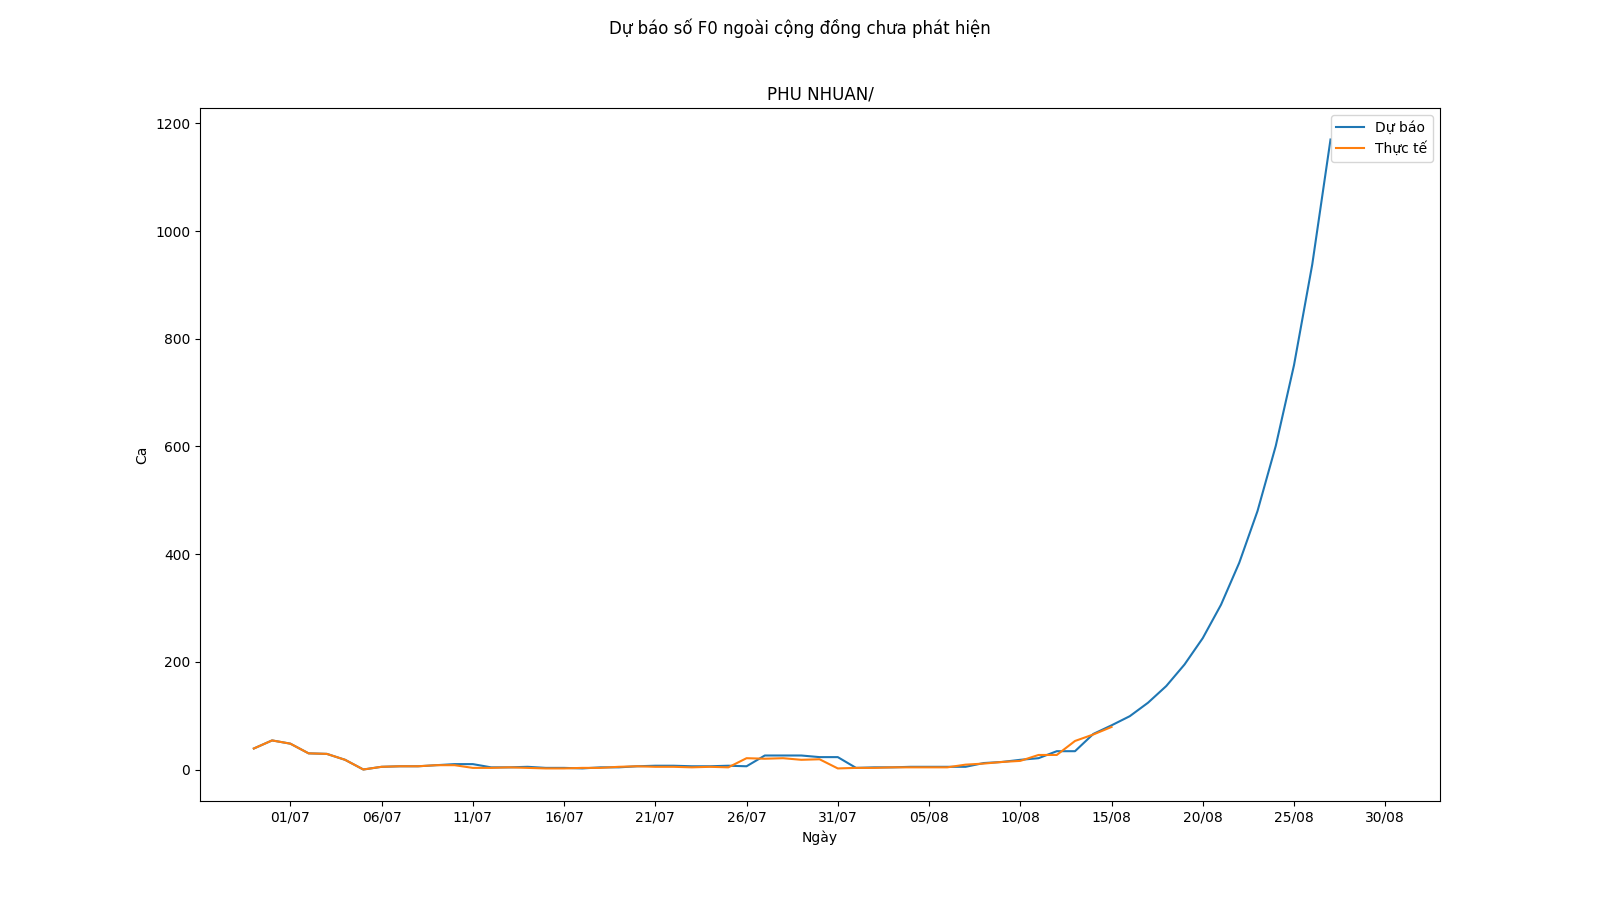 Dự báo số F0 ngoài cộng đồng chưa phát hiện
PHU NHUAN/
Dự báo
Thực tế
1200
1000
800
600
400
200
0
Ca
01/07 06/07 11/07 16/07 21/07 26/07 31/07 05/08 10/08 15/08 20/08 25/08 30/08
Ngày